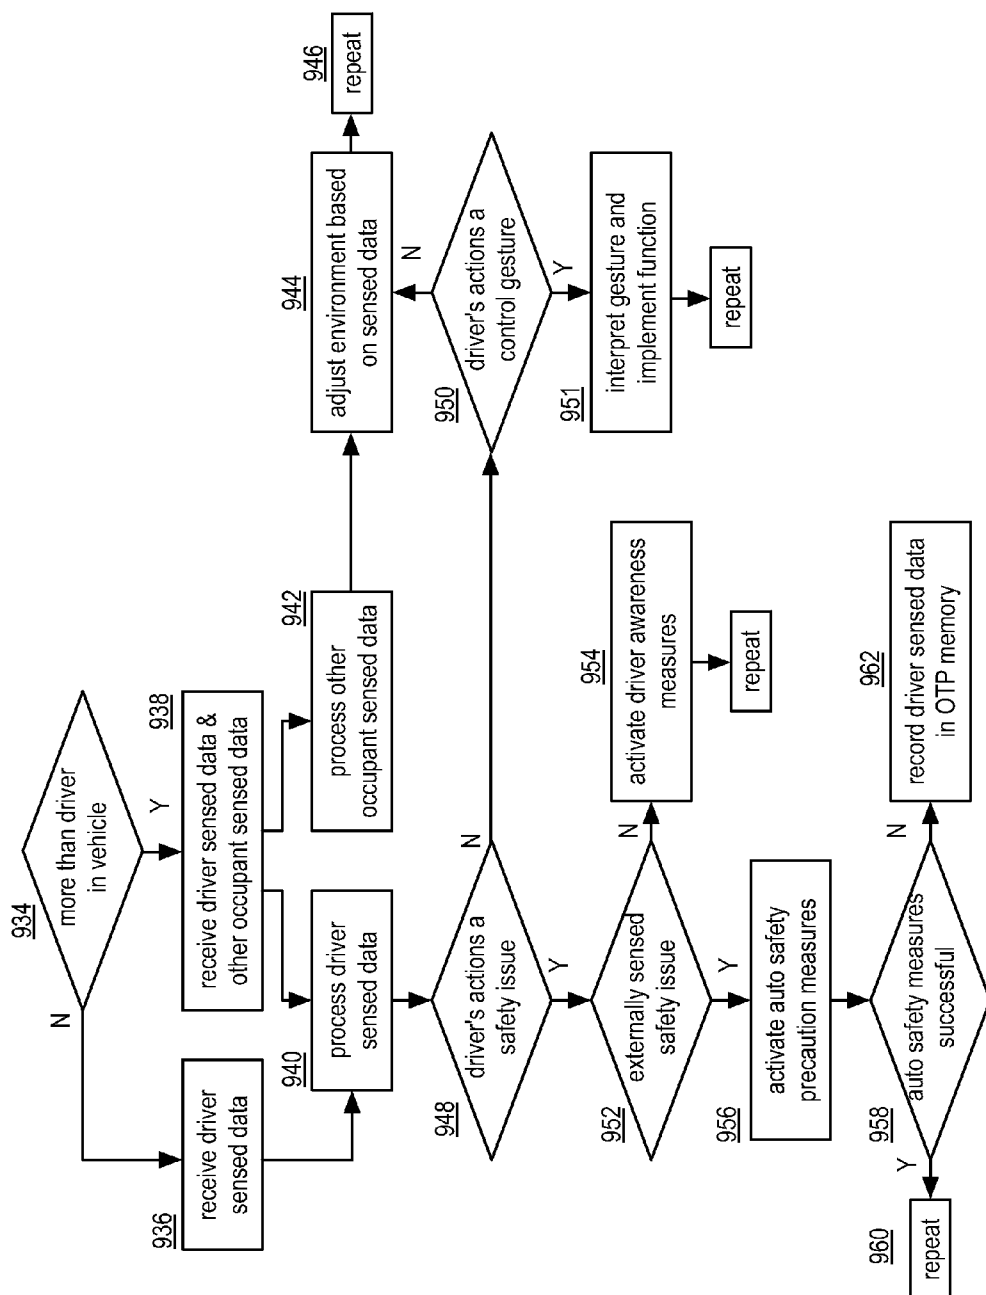 934
more than driver
in vehicle
N
Y
936
receive driver
sensed data
938
receive driver sensed data &
other occupant sensed data
940
process driver
sensed data
942
process other
occupant sensed data
944
adjust environment based
on sensed data
946
repeat
948
driver's actions a
safety issue
N
Y
950
driver's actions a
control gesture
N
Y
951
interpret gesture and
implement function
repeat
952
externally sensed
safety issue
N
Y
954
activate driver awareness
measures
repeat
956
activate auto safety
precaution measures
958
auto safety measures
successful
Y
N
960
repeat
962
record driver sensed data
in OTP memory